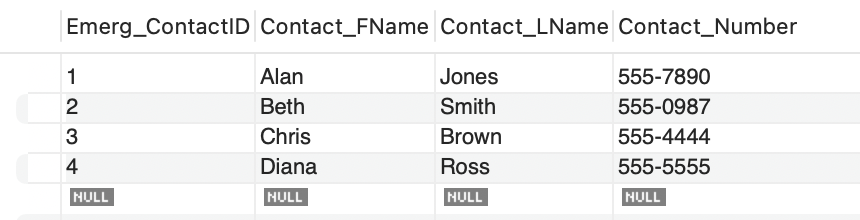 Emerg_ContactID Contact_FName Contact_LName Contact_Number
1 Alan Jones 555-7890
2 Beth Smith 555-0987
3 Chris Brown 555-4444
4 Diana Ross 555-5555
NULL NULL NULL NULL